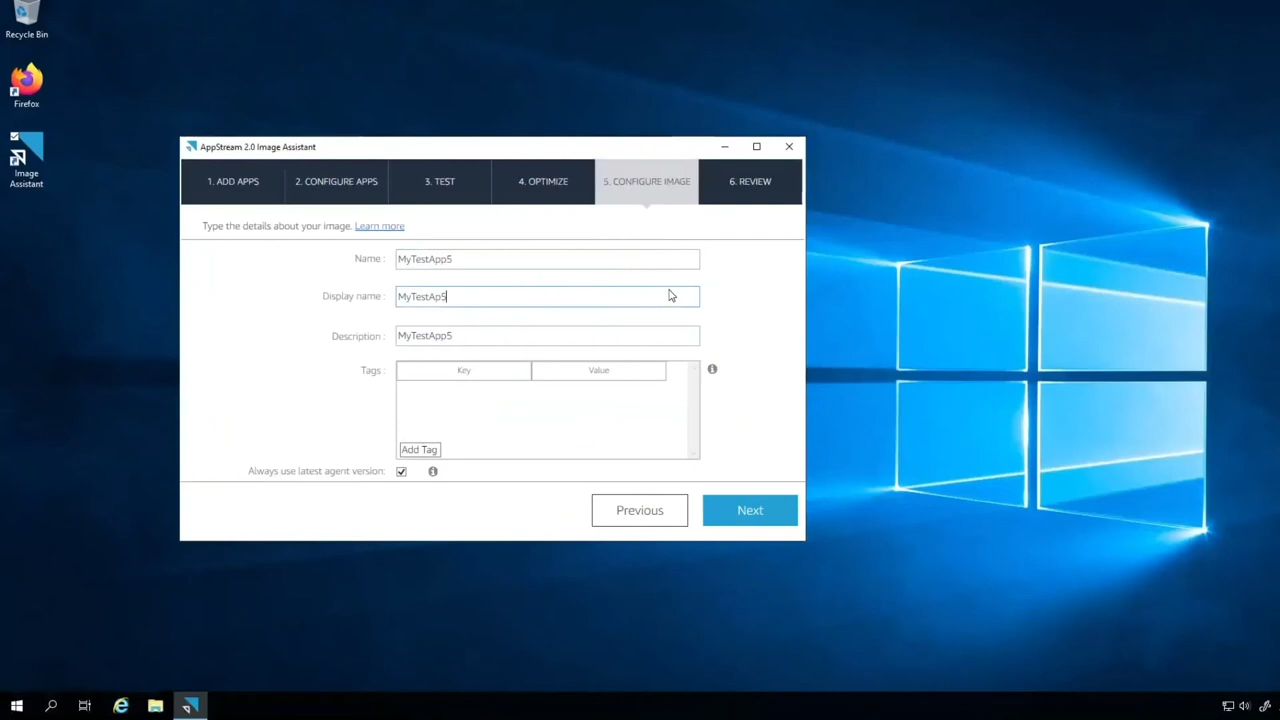 Recycle Bin
Firefox
Image
Assistant
AppStream 2.0 Image Assistant
1. ADD APPS
2. CONFIGURE APPS
3. TEST
4. OPTIMIZE
5. CONFIGURE IMAGE
6. REVIEW
Type the details about your image. Learn more
Name : MyTestApp5
Display name : MyTestAp5
Description : MyTestApp5
Tags : Key Value
Add Tag
Always use latest agent version:
Previous Next